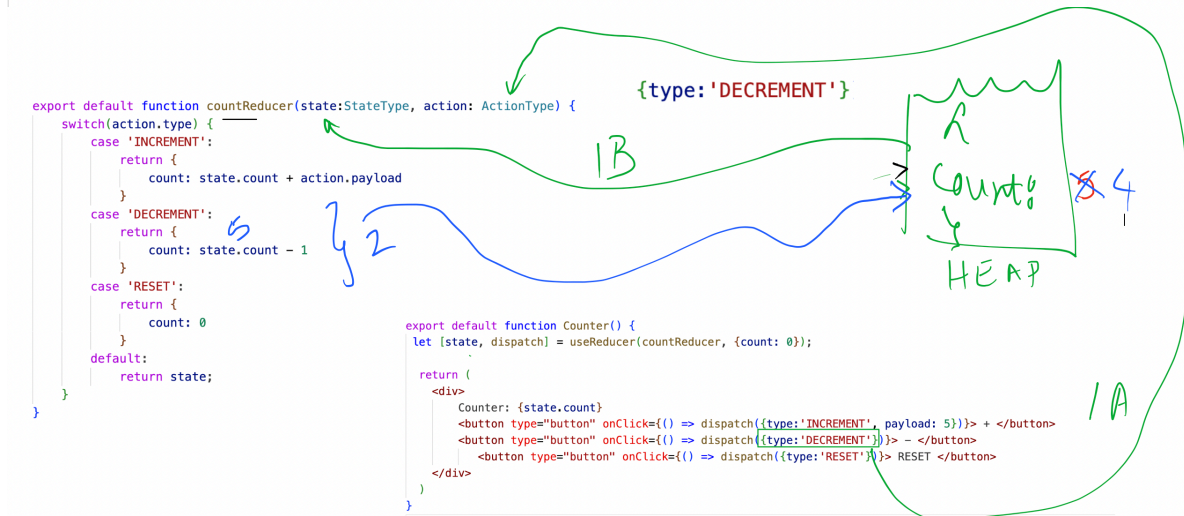 {type:'DECREMENT'}
export default function countReducer(state:StateType, action: ActionType) {
switch(action.type) {
case 'INCREMENT':
return {
count: state.count + action.payload
}
case 'DECREMENT':
return {
count: state.count - 1
}
case 'RESET':
return {
count: 0
}
default:
return state;
}
}
5
} 2
1B
{
count: 5 4
}
HEAP
export default function Counter() {
let [state, dispatch] = useReducer(countReducer, {count: 0});
return (
<div>
Counter: {state.count}
<button type="button" onClick={() => dispatch({type:'INCREMENT', payload: 5})}> + </button>
<button type="button" onClick={() => dispatch({type:'DECREMENT'})}> - </button>
<button type="button" onClick={() => dispatch({type:'RESET'})}> RESET </button>
</div>
)
}
1A